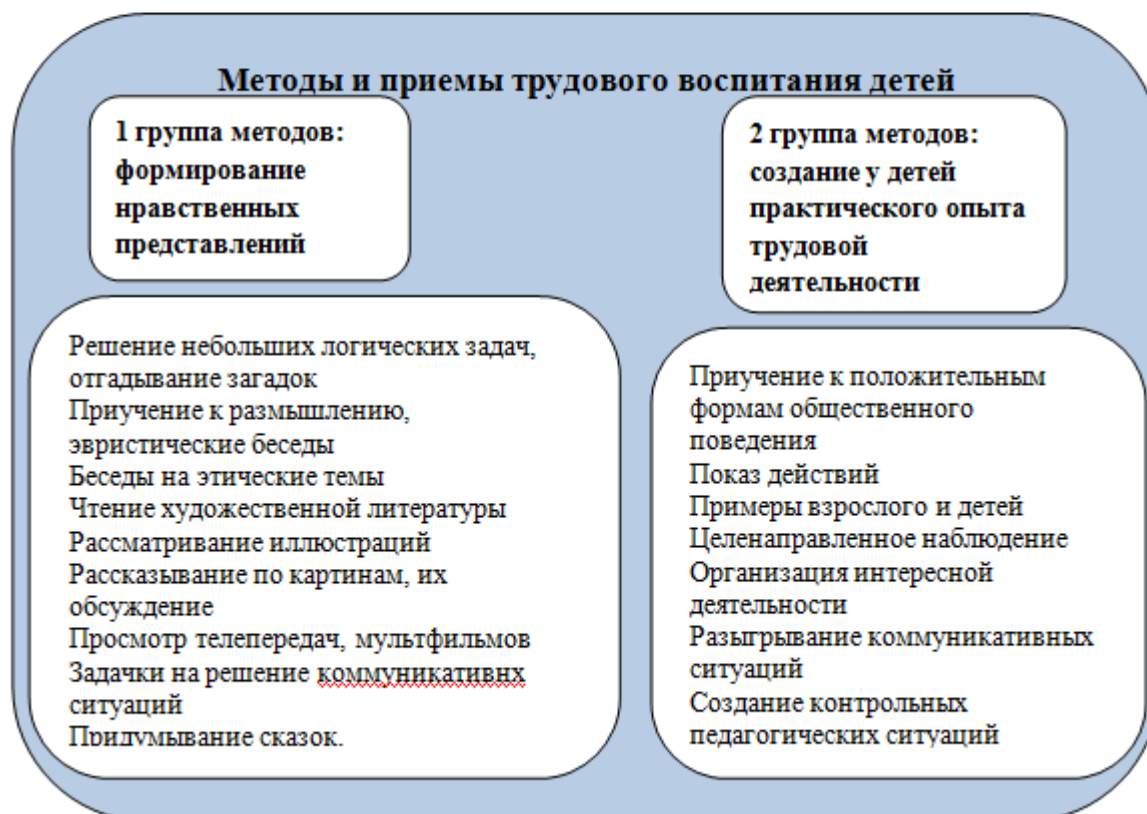 Методы и приемы трудового воспитания детей
1 группа методов:
формирование
нравственных
представлений
2 группа методов:
создание у детей
практического опыта
трудовой
деятельности
Решение небольших логических задач,
отгадывание загадок
Приучение к размышлению,
эвристические беседы
Беседы на этические темы
Чтение художественной литературы
Рассматривание иллюстраций
Рассказывание по картинам, их
обсуждение
Просмотр телепередач, мультфильмов
Задачки на решение коммуникативнх
ситуаций
Придумывание сказок.
Приучение к положительным
формам общественного
поведения
Показ действий
Примеры взрослого и детей
Целенаправленное наблюдение
Организация интересной
деятельности
Разыгрывание коммуникативных
ситуаций
Создание контрольных
педагогических ситуаций